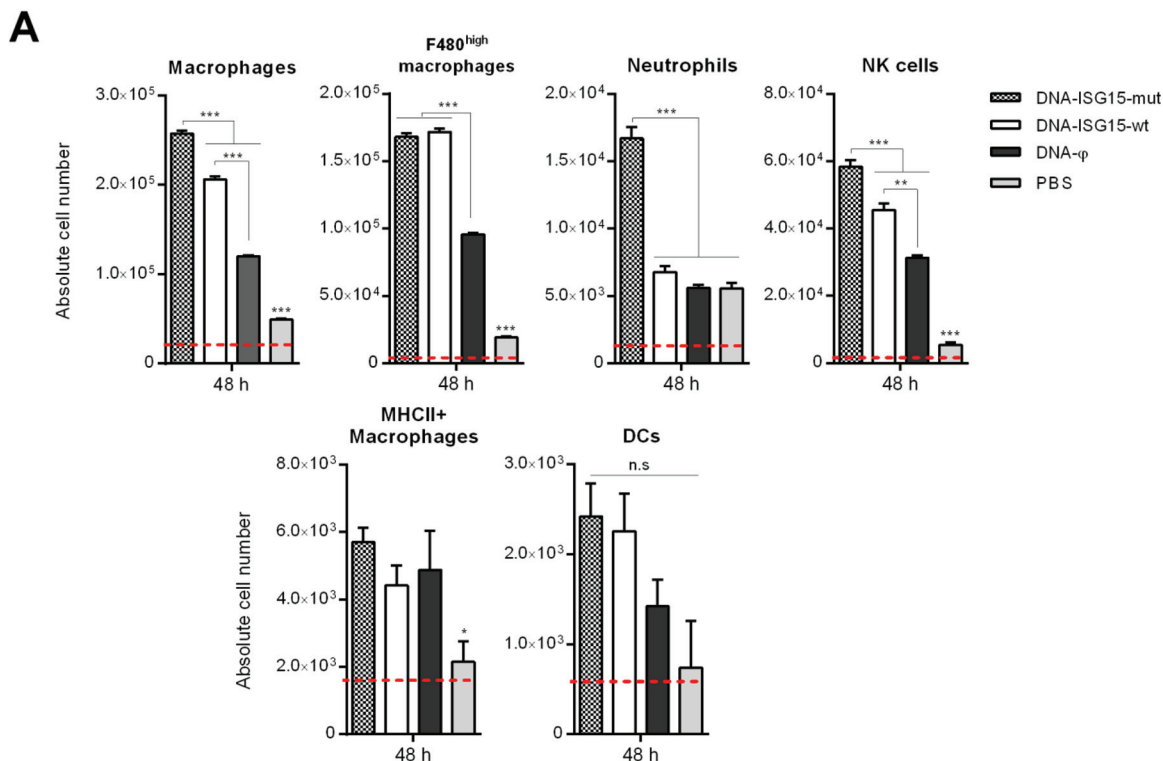 A
Macrophages
Absolute cell number
3.0×10⁵
2.0×10⁵
1.0×10⁵
0
***
***
***
48 h
F480ʰⁱᵍʰ
macrophages
2.0×10⁵
1.5×10⁵
1.0×10⁵
5.0×10⁴
0
***
***
48 h
Neutrophils
2.0×10⁴
1.5×10⁴
1.0×10⁴
5.0×10³
0
***
48 h
NK cells
8.0×10⁴
6.0×10⁴
4.0×10⁴
2.0×10⁴
0
***
**
***
48 h
DNA-ISG15-mut
DNA-ISG15-wt
DNA-φ
PBS
MHCII+
Macrophages
Absolute cell number
8.0×10³
6.0×10³
4.0×10³
2.0×10³
0
*
48 h
DCs
3.0×10³
2.0×10³
1.0×10³
0
n.s
48 h